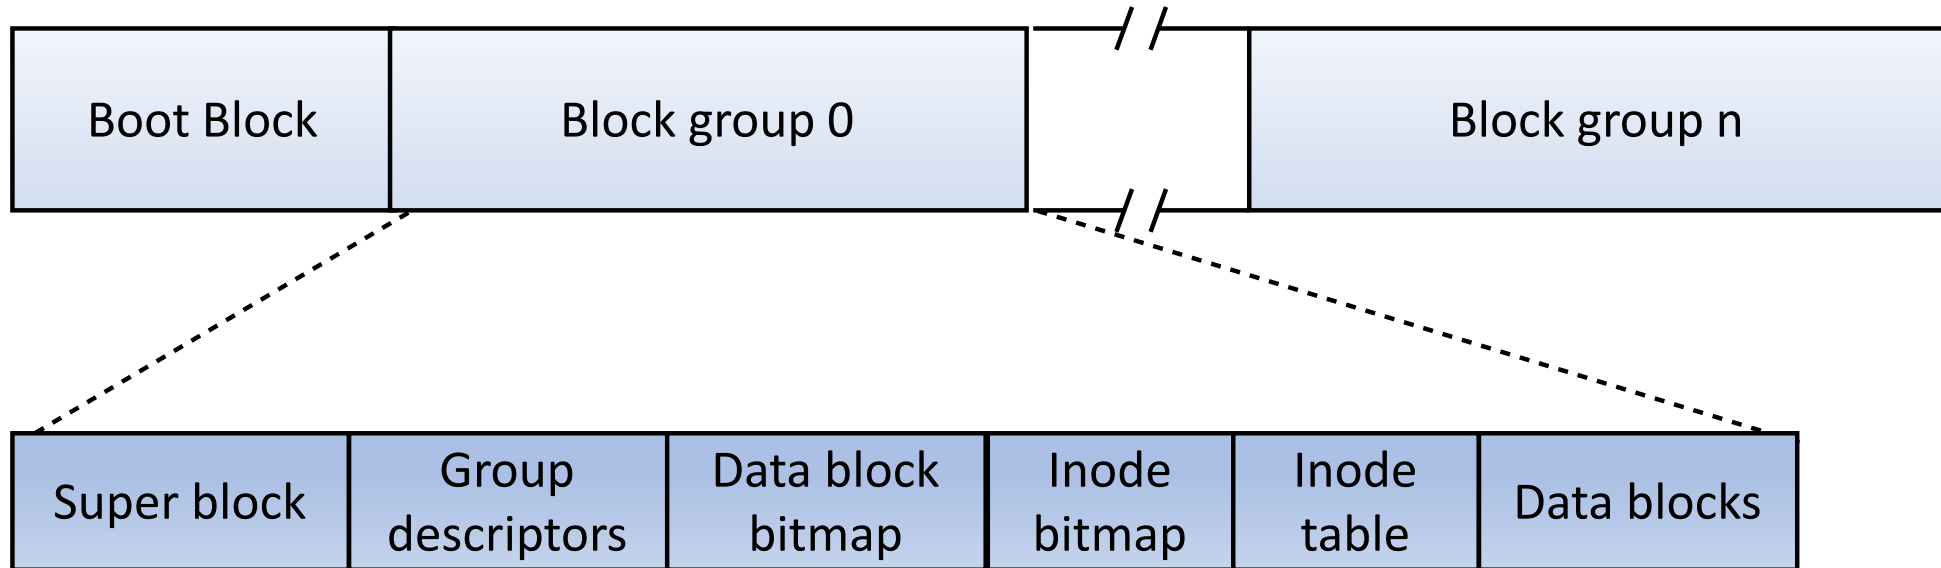 Boot Block
Block group 0
Block group n
Super block
Group
descriptors
Data block
bitmap
Inode
bitmap
Inode
table
Data blocks